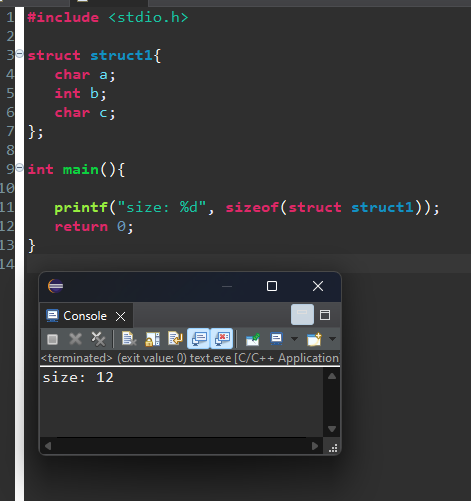 1 #include <stdio.h>
2
3 struct struct1{
4 char a;
5 int b;
6 char c;
7 };
8
9 int main(){
10
11 printf("size: %d", sizeof(struct struct1));
12 return 0;
13 }
14
Console
<terminated> (exit value: 0) text.exe [C/C++ Application
size: 12